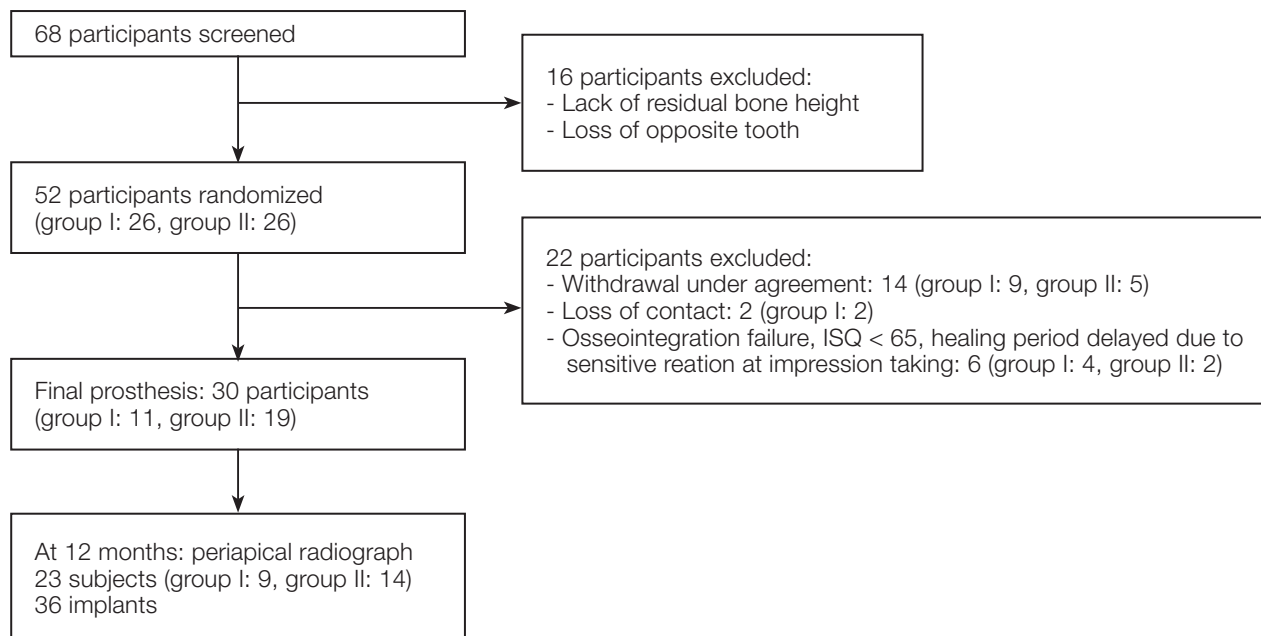 68 participants screened
16 participants excluded:
- Lack of residual bone height
- Loss of opposite tooth
52 participants randomized
(group I: 26, group II: 26)
22 participants excluded:
- Withdrawal under agreement: 14 (group I: 9, group II: 5)
- Loss of contact: 2 (group I: 2)
- Osseointegration failure, ISQ < 65, healing period delayed due to
sensitive reation at impression taking: 6 (group I: 4, group II: 2)
Final prosthesis: 30 participants
(group I: 11, group II: 19)
At 12 months: periapical radiograph
23 subjects (group I: 9, group II: 14)
36 implants